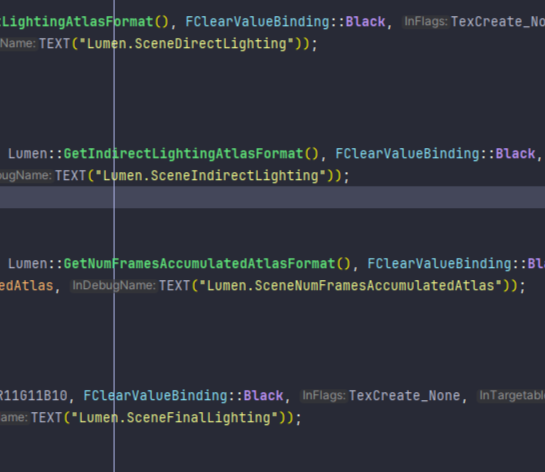 LightingAtlasFormat(), FClearValueBinding::Black, InFlags: TexCreate_No
Name: TEXT("Lumen.SceneDirectLighting"));
Lumen::GetIndirectLightingAtlasFormat(), FClearValueBinding::Black,
bugName: TEXT("Lumen.SceneIndirectLighting"));
Lumen::GetNumFramesAccumulatedAtlasFormat(), FClearValueBinding::Bl
edAtlas, InDebugName: TEXT("Lumen.SceneNumFramesAccumulatedAtlas"));
R11G11B10, FClearValueBinding::Black, InFlags: TexCreate_None, InTargetabl
ame: TEXT("Lumen.SceneFinalLighting"));